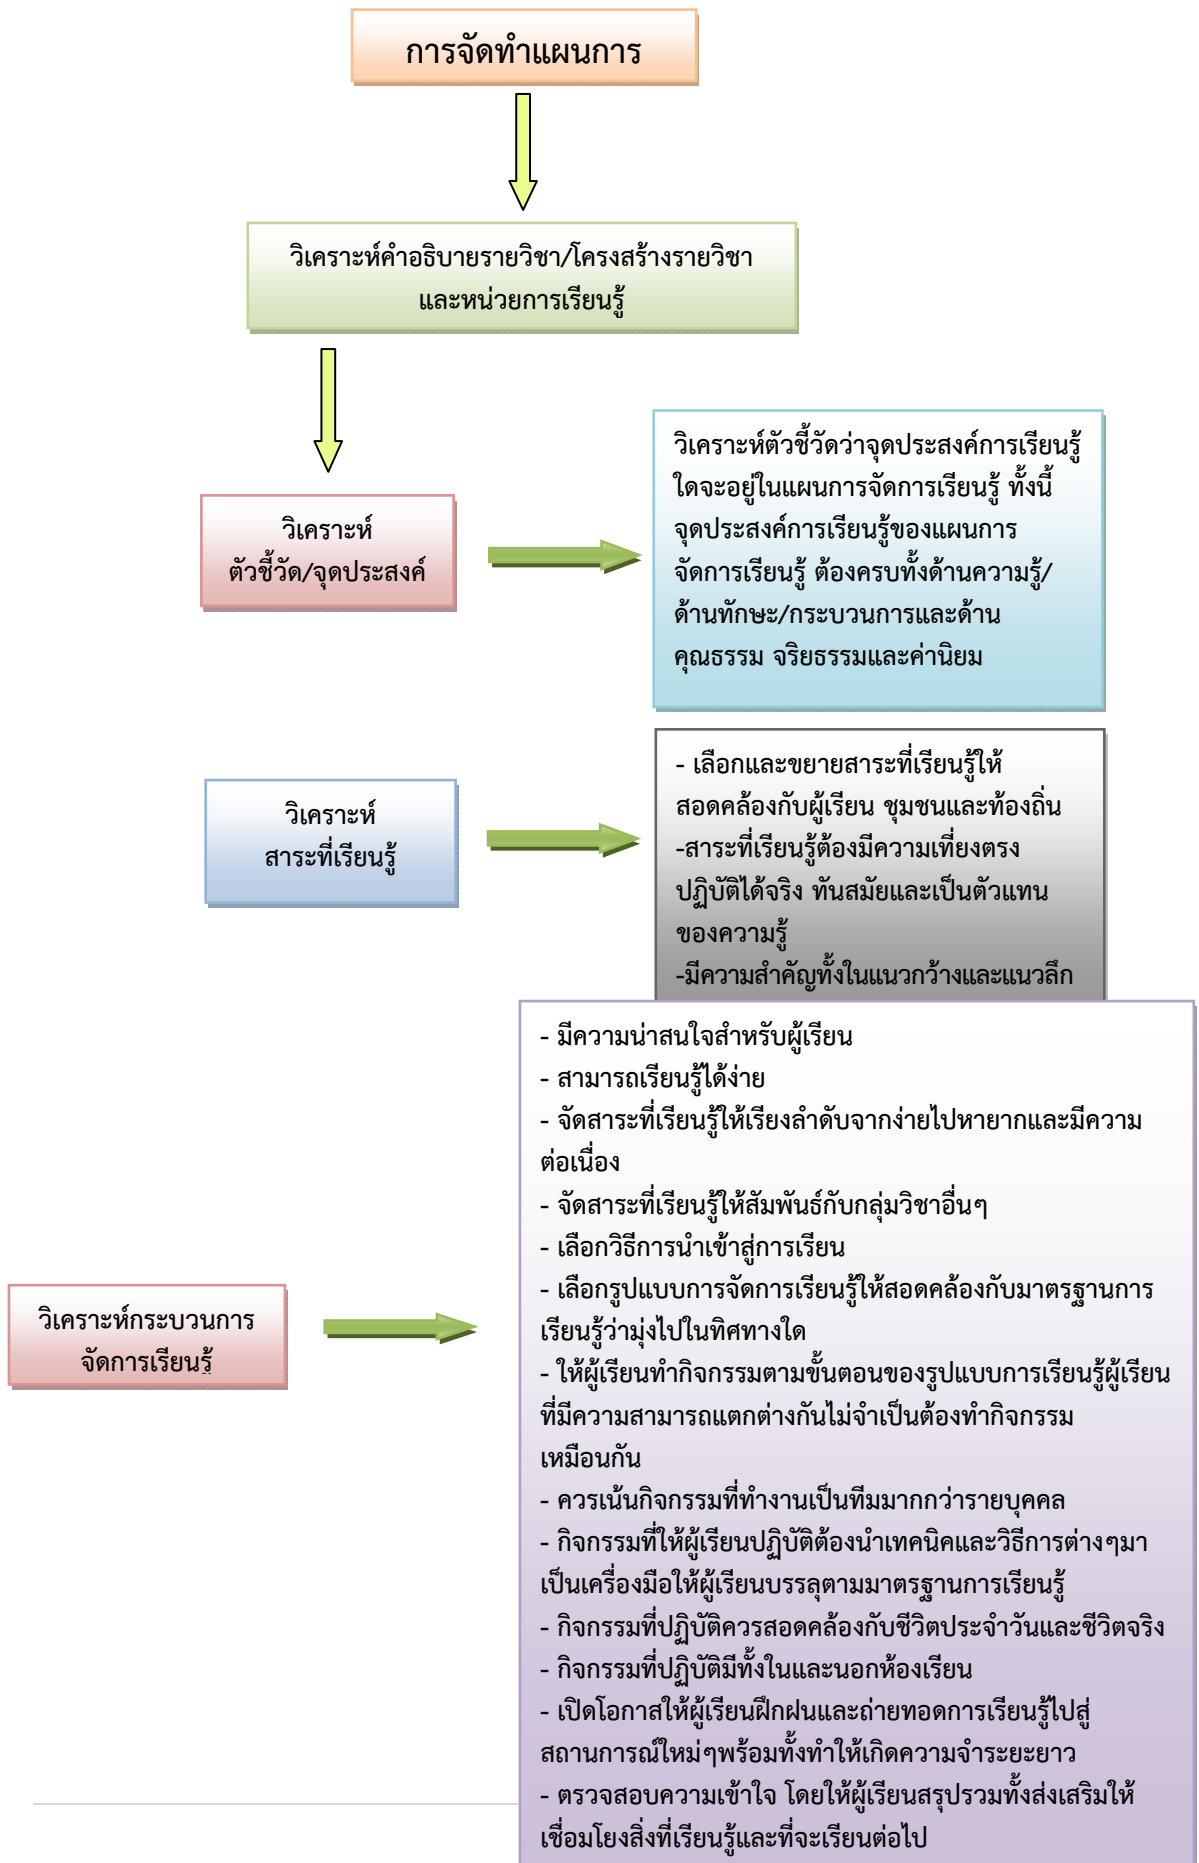 การจัดทำแผนการ
วิเคราะห์คำอธิบายรายวิชา/โครงสร้างรายวิชา
และหน่วยการเรียนรู้
วิเคราะห์
ตัวชี้วัด/จุดประสงค์
วิเคราะห์ตัวชี้วัดว่าจุดประสงค์การเรียนรู้
ใดจะอยู่ในแผนการจัดการเรียนรู้ ทั้งนี้
จุดประสงค์การเรียนรู้ของแผนการ
จัดการเรียนรู้ ต้องครบทั้งด้านความรู้/
ด้านทักษะ/กระบวนการและด้าน
คุณธรรม จริยธรรมและค่านิยม
วิเคราะห์
สาระที่เรียนรู้
- เลือกและขยายสาระที่เรียนรู้ให้
สอดคล้องกับผู้เรียน ชุมชนและท้องถิ่น
-สาระที่เรียนรู้ต้องมีความเที่ยงตรง
ปฏิบัติได้จริง ทันสมัยและเป็นตัวแทน
ของความรู้
-มีความสำคัญทั้งในแนวกว้างและแนวลึก
วิเคราะห์กระบวนการ
จัดการเรียนรู้
- มีความน่าสนใจสำหรับผู้เรียน
- สามารถเรียนรู้ได้ง่าย
- จัดสาระที่เรียนรู้ให้เรียงลำดับจากง่ายไปหายากและมีความ
ต่อเนื่อง
- จัดสาระที่เรียนรู้ให้สัมพันธ์กับกลุ่มวิชาอื่นๆ
- เลือกวิธีการนำเข้าสู่การเรียน
- เลือกรูปแบบการจัดการเรียนรู้ให้สอดคล้องกับมาตรฐานการ
เรียนรู้ว่ามุ่งไปในทิศทางใด
- ให้ผู้เรียนทำกิจกรรมตามขั้นตอนของรูปแบบการเรียนรู้ผู้เรียน
ที่มีความสามารถแตกต่างกันไม่จำเป็นต้องทำกิจกรรม
เหมือนกัน
- ควรเน้นกิจกรรมที่ทำงานเป็นทีมมากกว่ารายบุคคล
- กิจกรรมที่ให้ผู้เรียนปฏิบัติต้องนำเทคนิคและวิธีการต่างๆมา
เป็นเครื่องมือให้ผู้เรียนบรรลุตามมาตรฐานการเรียนรู้
- กิจกรรมที่ปฏิบัติควรสอดคล้องกับชีวิตประจำวันและชีวิตจริง
- กิจกรรมที่ปฏิบัติมีทั้งในและนอกห้องเรียน
- เปิดโอกาสให้ผู้เรียนฝึกฝนและถ่ายทอดการเรียนรู้ไปสู่
สถานการณ์ใหม่ๆพร้อมทั้งทำให้เกิดความจำระยะยาว
- ตรวจสอบความเข้าใจ โดยให้ผู้เรียนสรุปรวมทั้งส่งเสริมให้
เชื่อมโยงสิ่งที่เรียนรู้และที่จะเรียนต่อไป